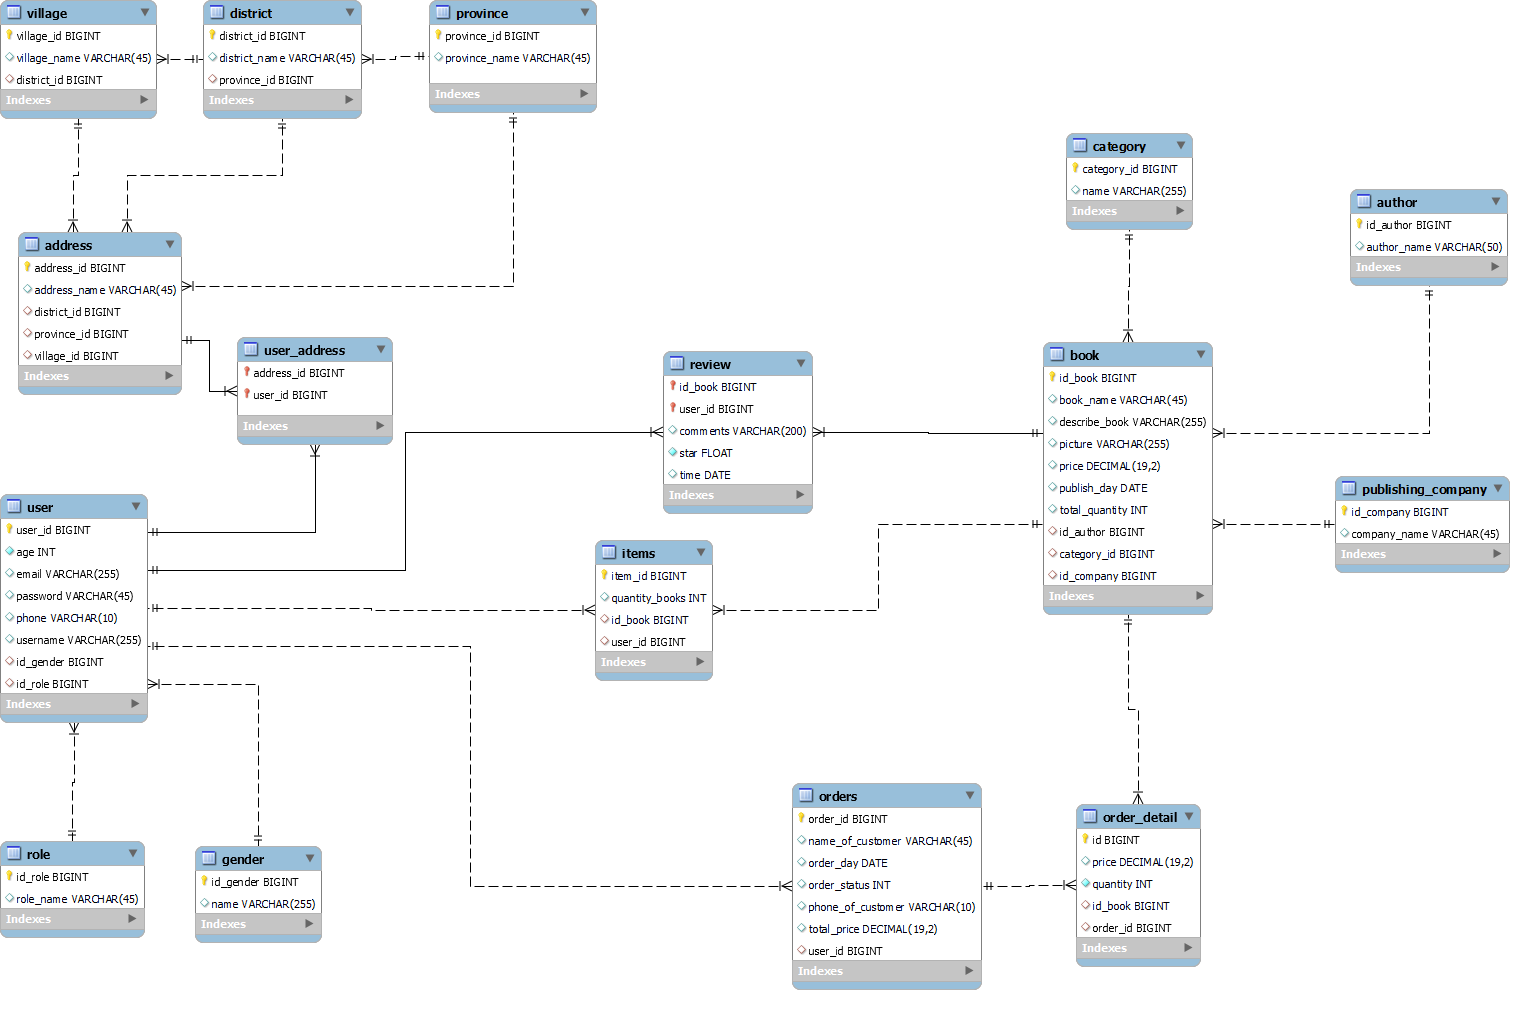 village
village_id BIGINT
village_name VARCHAR(45)
district_id BIGINT
Indexes
district
district_id BIGINT
district_name VARCHAR(45)
province_id BIGINT
Indexes
province
province_id BIGINT
province_name VARCHAR(45)
Indexes
category
category_id BIGINT
name VARCHAR(255)
Indexes
author
id_author BIGINT
author_name VARCHAR(50)
Indexes
address
address_id BIGINT
address_name VARCHAR(45)
district_id BIGINT
province_id BIGINT
village_id BIGINT
Indexes
user_address
address_id BIGINT
user_id BIGINT
Indexes
review
id_book BIGINT
user_id BIGINT
comments VARCHAR(200)
star FLOAT
time DATE
Indexes
book
id_book BIGINT
book_name VARCHAR(45)
describe_book VARCHAR(255)
picture VARCHAR(255)
price DECIMAL(19,2)
publish_day DATE
total_quantity INT
id_author BIGINT
category_id BIGINT
id_company BIGINT
Indexes
publishing_company
id_company BIGINT
company_name VARCHAR(45)
Indexes
user
user_id BIGINT
age INT
email VARCHAR(255)
password VARCHAR(45)
phone VARCHAR(10)
username VARCHAR(255)
id_gender BIGINT
id_role BIGINT
Indexes
items
item_id BIGINT
quantity_books INT
id_book BIGINT
user_id BIGINT
Indexes
role
id_role BIGINT
role_name VARCHAR(45)
Indexes
gender
id_gender BIGINT
name VARCHAR(255)
Indexes
orders
order_id BIGINT
name_of_customer VARCHAR(45)
order_day DATE
order_status INT
phone_of_customer VARCHAR(10)
total_price DECIMAL(19,2)
user_id BIGINT
Indexes
order_detail
id BIGINT
price DECIMAL(19,2)
quantity INT
id_book BIGINT
order_id BIGINT
Indexes